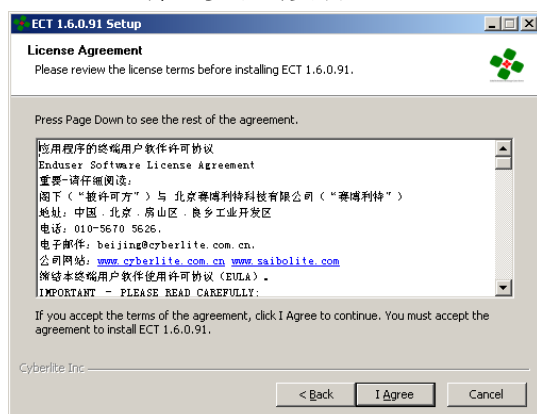 ECT 1.6.0.91 Setup
License Agreement
Please review the license terms before installing ECT 1.6.0.91.
Press Page Down to see the rest of the agreement.
应用程序的终端用户软件许可协议
Enduser Software License Agreement
重要-请仔细阅读:
阁下（“被许可方”）与 北京赛博利特科技有限公司（“赛博利特”）
地址: 中国．北京．房山区．良乡工业开发区
电话: 010-5670 5626.
电子邮件: beijing@cyberlite.com.cn.
公司网站: www.cyberlite.com.cn www.saibolite.com
缔结本终端用户软件使用许可协议（EULA）.
IMPORTANT - PLEASE READ CAREFULLY:
If you accept the terms of the agreement, click I Agree to continue. You must accept the
agreement to install ECT 1.6.0.91.
Cyberlite Inc
< Back
I Agree
Cancel